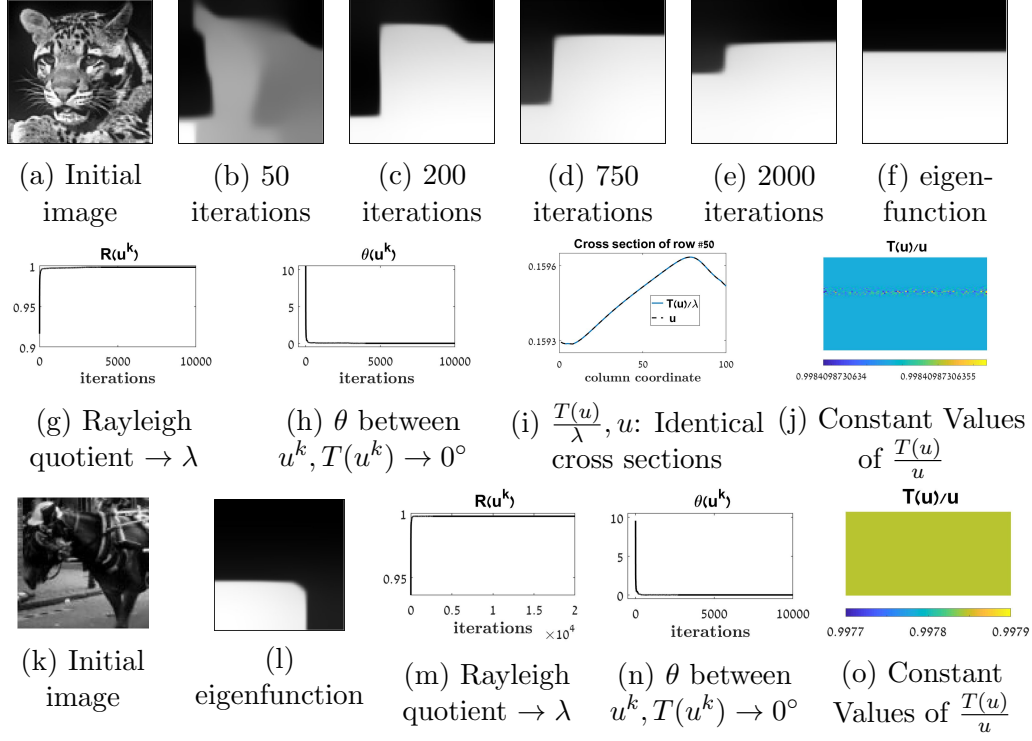 (a) Initial
image
(b) 50
iterations
(c) 200
iterations
(d) 750
iterations
(e) 2000
iterations
(f) eigen-
function
R(u^k)
1
0.95
0.9
0 5000 10000
iterations
(g) Rayleigh
quotient → λ
θ(u^k)
10
5
0
0 5000 10000
iterations
(h) θ between
u^k, T(u^k) → 0°
Cross section of row #50
0.1596
0.1593
T(u)/λ
u
0 50 100
column coordinate
(i) T(u)/λ, u: Identical
cross sections
T(u)/u
0.9984098730634 0.9984098730635​5
(j) Constant Values
of T(u)/u
(k) Initial
image
(l)
eigenfunction
R(u^k)
1
0.95
0 0.5 1 1.5 2
iterations
×10^4
(m) Rayleigh
quotient → λ
θ(u^k)
10
5
0
0 5000 10000
iterations
(n) θ between
u^k, T(u^k) → 0°
T(u)/u
0.9977 0.9978 0.9979
(o) Constant
Values of T(u)/u